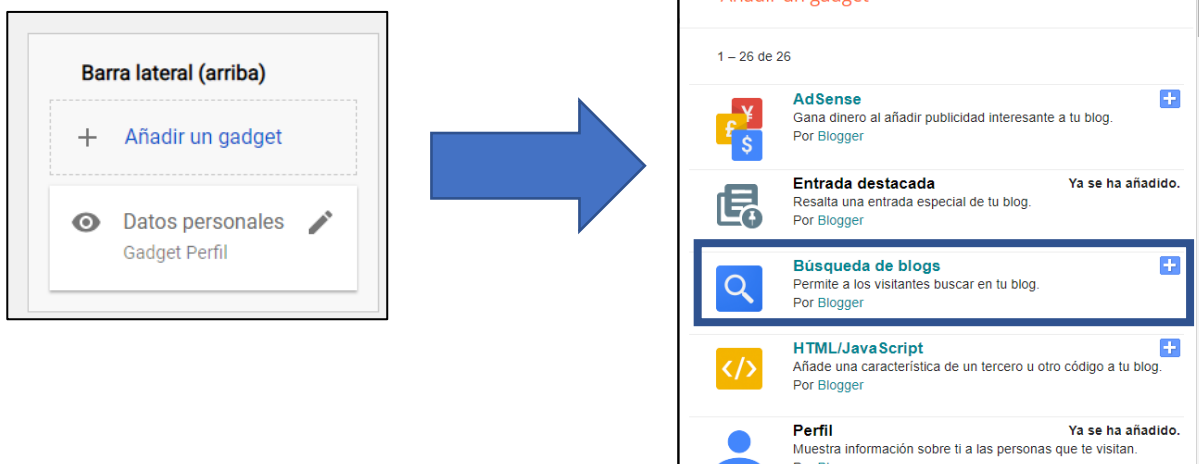 Barra lateral (arriba)
Añadir un gadget
Datos personales
Gadget Perfil
Añadir un gadget
1 – 26 de 26
AdSense
Gana dinero al añadir publicidad interesante a tu blog.
Por Blogger
Entrada destacada
Ya se ha añadido.
Resalta una entrada especial de tu blog.
Por Blogger
Búsqueda de blogs
Permite a los visitantes buscar en tu blog.
Por Blogger
HTML/JavaScript
Añade una característica de un tercero u otro código a tu blog.
Por Blogger
Perfil
Ya se ha añadido.
Muestra información sobre ti a las personas que te visitan.